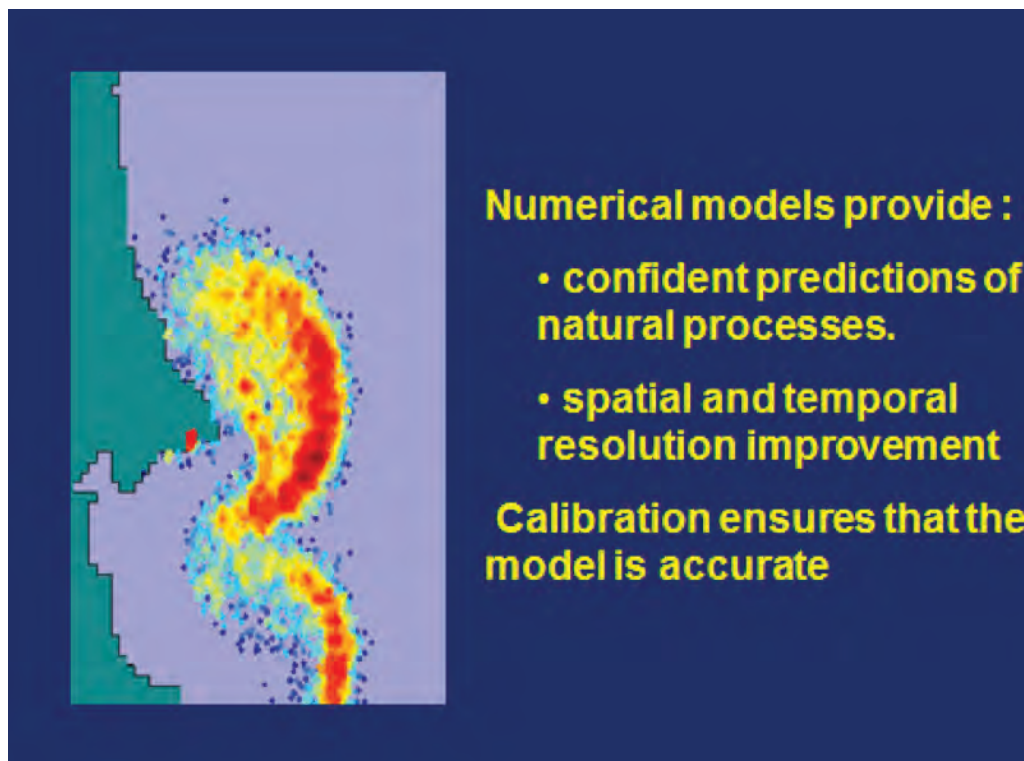 Numerical models provide :
• confident predictions of
natural processes.
• spatial and temporal
resolution improvement
Calibration ensures that the
model is accurate